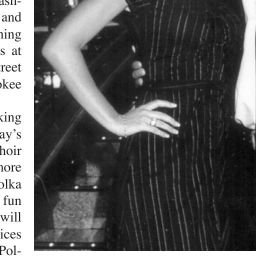 ash-
and
ning
s at
reet
okee
king
ay's
hoir
more
olka
fun
will
ices
Pol-